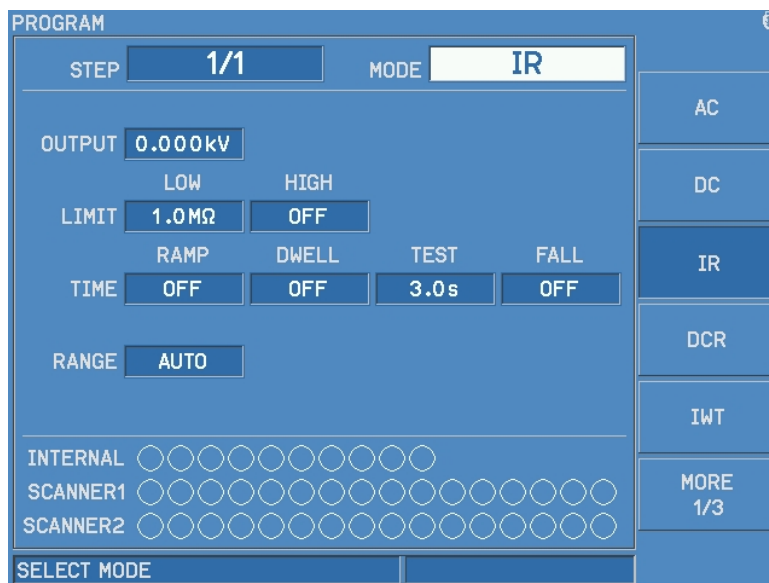 PROGRAM
STEP 1/1 MODE IR
OUTPUT 0.000kV
LOW HIGH
LIMIT 1.0MΩ OFF
RAMP DWELL TEST FALL
TIME OFF OFF 3.0s OFF
RANGE AUTO
INTERNAL
SCANNER1
SCANNER2
SELECT MODE
AC
DC
IR
DCR
IWT
MORE
1/3